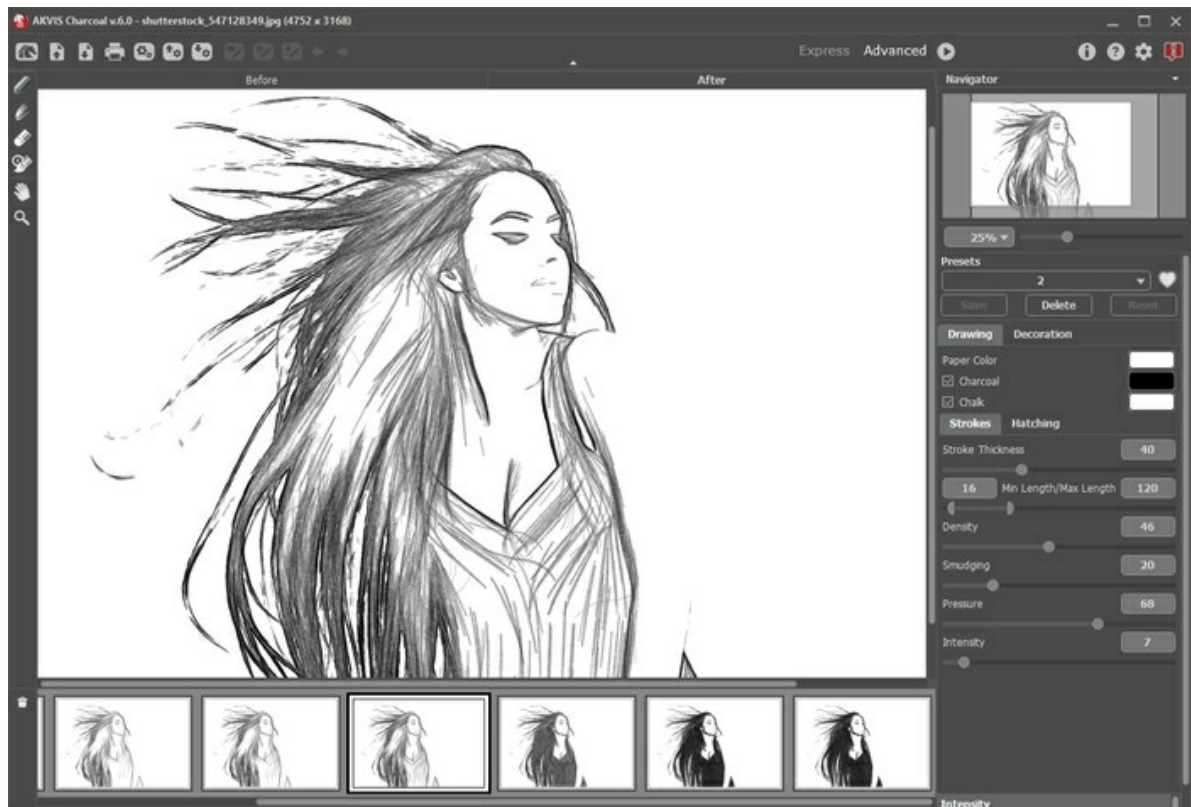 AKVIS Charcoal v.6.0 - shutterstock_547128349.jpg (4752 x 3168)
Express Advanced
Before After
Navigator
25%
Presets
2
Save Delete Reset
Drawing Decoration
Paper Color
Charcoal
Chalk
Strokes Hatching
Stroke Thickness 40
16 Min Length/Max Length 120
Density 46
Smudging 20
Pressure 68
Intensity 7
Intensity